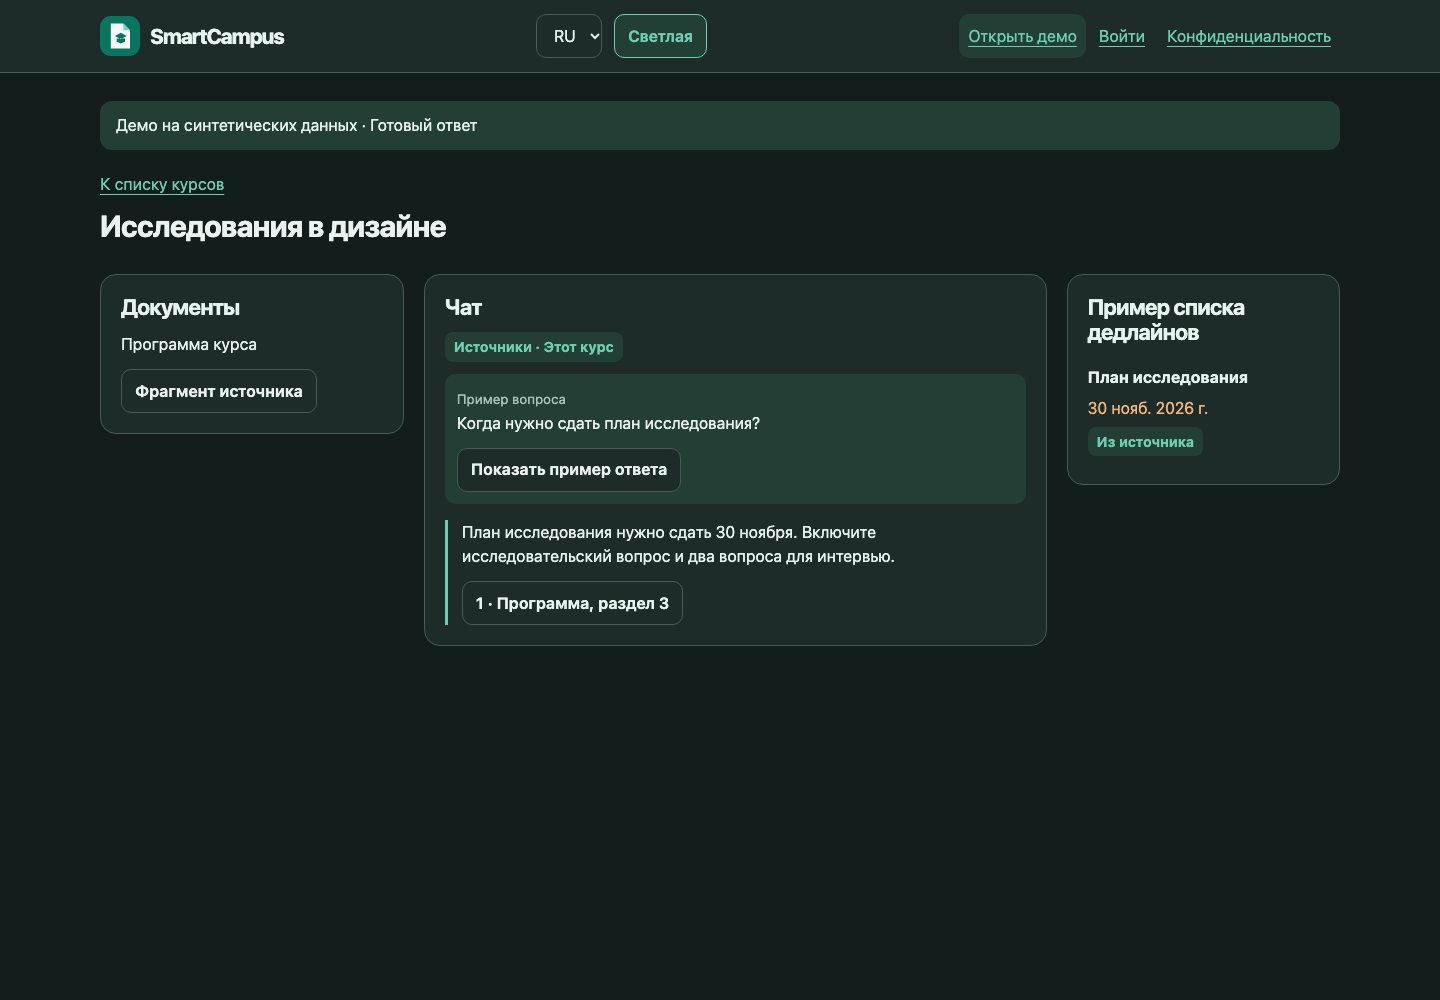 SmartCampus
RU
Светлая
Открыть демо
Войти
Конфиденциальность
Демо на синтетических данных · Готовый ответ
К списку курсов
Исследования в дизайне
Документы
Программа курса
Фрагмент источника
Чат
Источники · Этот курс
Пример вопроса
Когда нужно сдать план исследования?
Показать пример ответа
План исследования нужно сдать 30 ноября. Включите
исследовательский вопрос и два вопроса для интервью.
1 · Программа, раздел 3
Пример списка
дедлайнов
План исследования
30 нояб. 2026 г.
Из источника